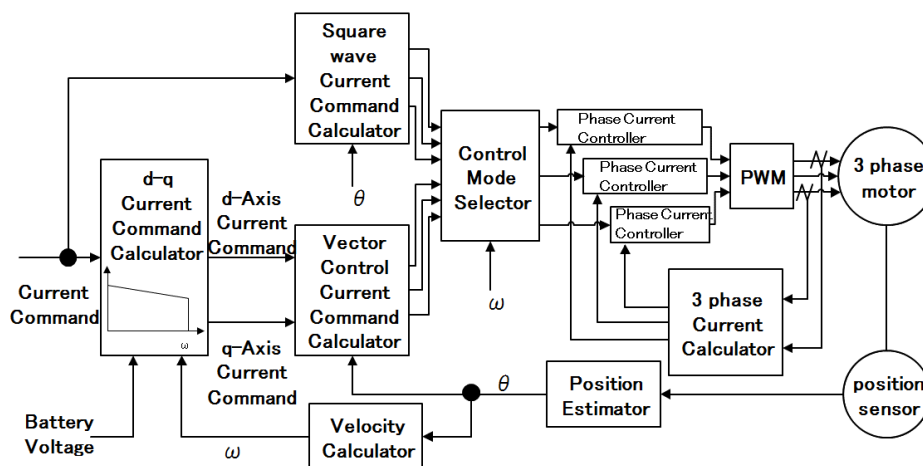 Square
wave
Current
Command
Calculator
θ
d-q
Current
Command
Calculator
ω
Current
Command
Battery
Voltage
d-Axis
Current
Command
q-Axis
Current
Command
Vector
Control
Current
Command
Calculator
Control
Mode
Selector
ω
Phase Current
Controller
Phase Current
Controller
Phase Current
Controller
PWM
3 phase
motor
3 phase
Current
Calculator
position
sensor
Position
Estimator
θ
Velocity
Calculator
ω